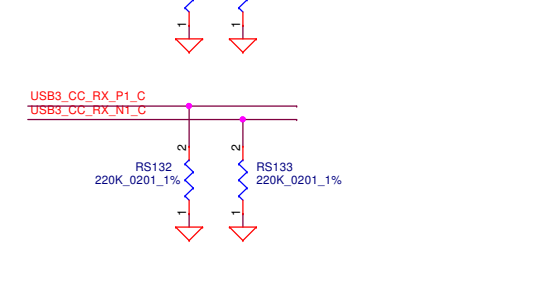 1 1
USB3_CC_RX_P1_C
USB3_CC_RX_N1_C
2 2
RS132 RS133
220K_0201_1% 220K_0201_1%
1 1